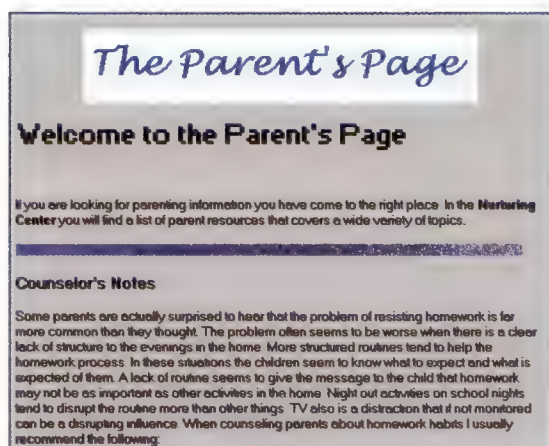 The Parent's Page
Welcome to the Parent's Page
If you are looking for parenting information you have come to the right place. In the Nurturing
Center you will find a list of parent resources that covers a wide variety of topics.
Counselor's Notes
Some parents are actually surprised to hear that the problem of resisting homework is far
more common than they thought. The problem often seems to be worse when there is a clear
lack of structure to the evenings in the home. More structured routines tend to help the
homework process. In these situations the children seem to know what to expect and what is
expected of them. A lack of routine seems to give the message to the child that homework
may not be as important as other activities in the home. Night out activities on school nights
tend to disrupt the routine more than other things. TV also is a distraction that if not monitored
can be a disrupting influence. When counseling parents about homework habits I usually
recommend the following: